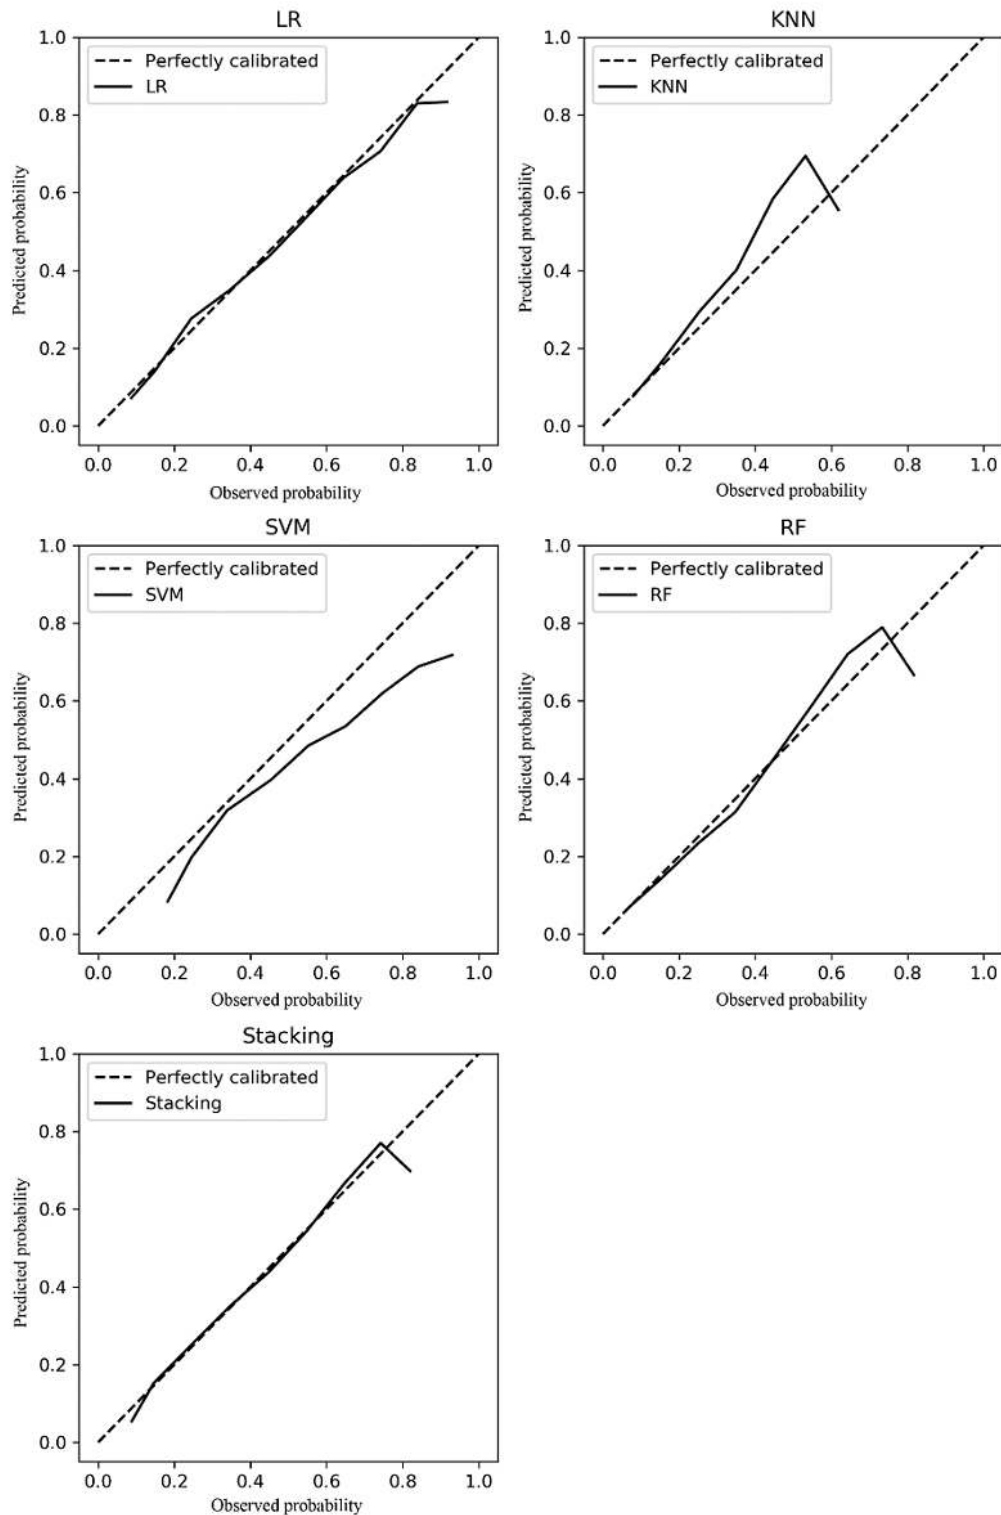 LR
Perfectly calibrated
LR
1.0
0.8
0.6
0.4
0.2
0.0
Predicted probability
0.0 0.2 0.4 0.6 0.8 1.0
Observed probability
KNN
Perfectly calibrated
KNN
1.0
0.8
0.6
0.4
0.2
0.0
Predicted probability
0.0 0.2 0.4 0.6 0.8 1.0
Observed probability
SVM
Perfectly calibrated
SVM
1.0
0.8
0.6
0.4
0.2
0.0
Predicted probability
0.0 0.2 0.4 0.6 0.8 1.0
Observed probability
RF
Perfectly calibrated
RF
1.0
0.8
0.6
0.4
0.2
0.0
Predicted probability
0.0 0.2 0.4 0.6 0.8 1.0
Observed probability
Stacking
Perfectly calibrated
Stacking
1.0
0.8
0.6
0.4
0.2
0.0
Predicted probability
0.0 0.2 0.4 0.6 0.8 1.0
Observed probability